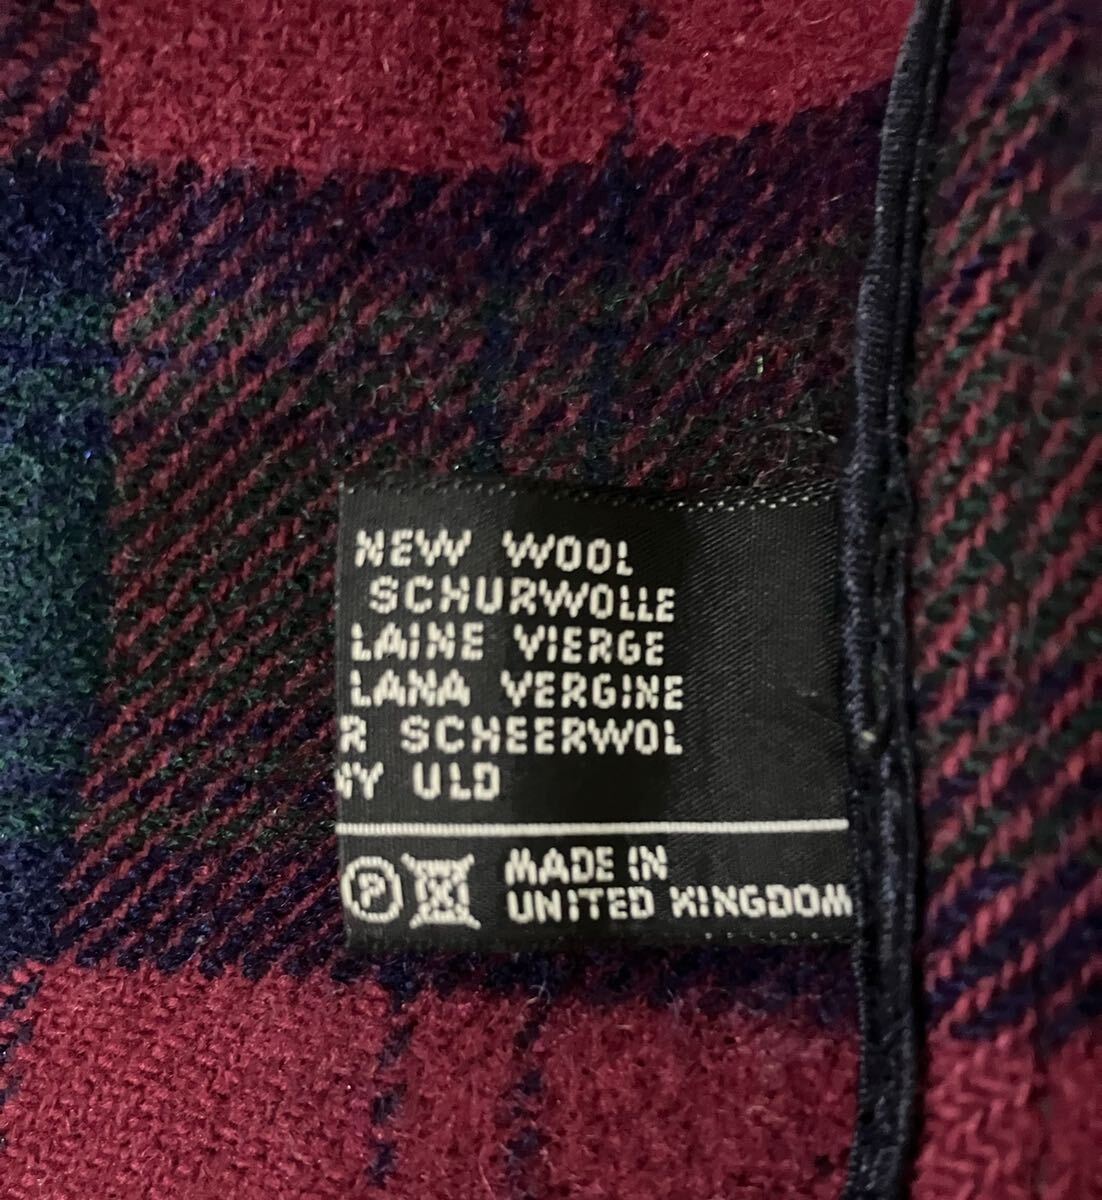 NEW WOOL
SCHURWOLLE
LAINE VIERGE
LANA VERGINE
R SCHEERWOL
NY ULD
P
MADE IN
UNITED KINGDOM